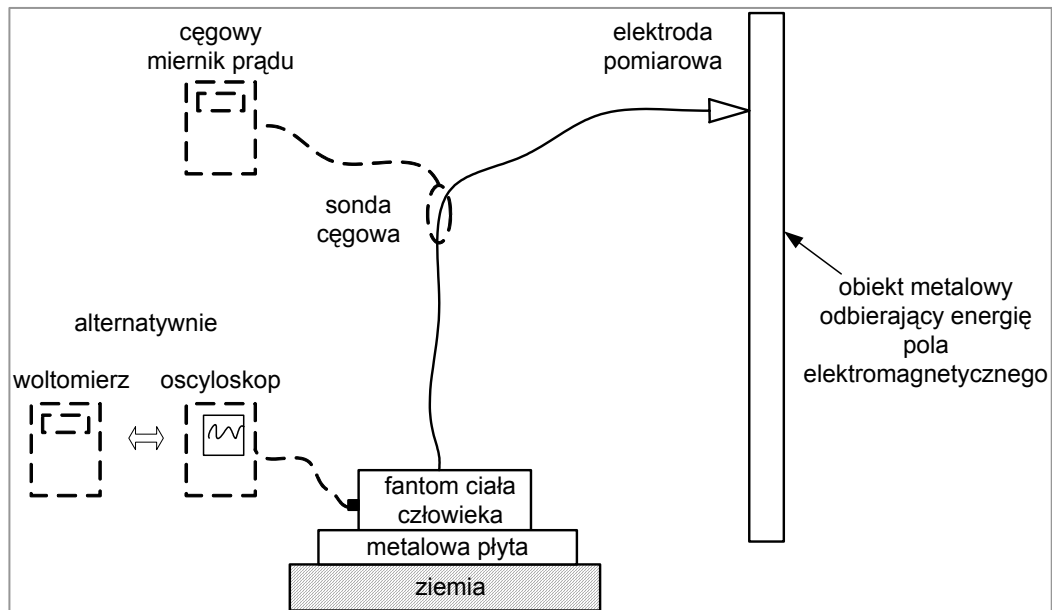 cęgowy
miernik prądu
elektroda
pomiarowa
sonda
cęgowa
obiekt metalowy
odbierający energię
pola
elektromagnetycznego
alternatywnie
woltomierz
oscyloskop
fantom ciała
człowieka
metalowa płyta
ziemia